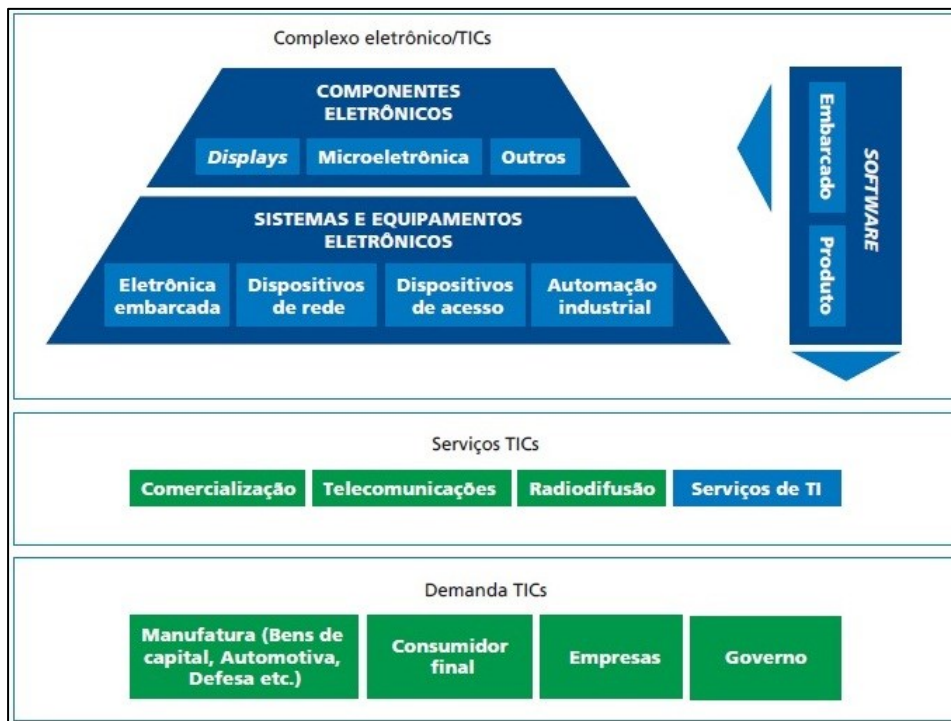 Complexo eletrônico/TICs
COMPONENTES
ELETRÔNICOS
Displays
Microeletrônica
Outros
SISTEMAS E EQUIPAMENTOS
ELETRÔNICOS
Eletrônica
embarcada
Dispositivos
de rede
Dispositivos
de acesso
Automação
industrial
SOFTWARE
Embarcado
Produto
Serviços TICs
Comercialização
Telecomunicações
Radiodifusão
Serviços de TI
Demanda TICs
Manufatura (Bens de
capital, Automotiva,
Defesa etc.)
Consumidor
final
Empresas
Governo